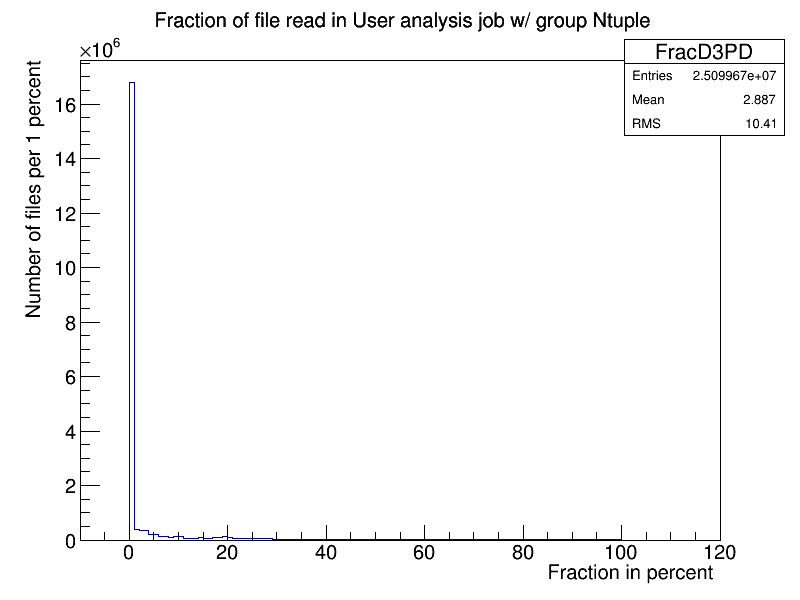 Fraction of file read in User analysis job w/ group Ntuple
×10⁶
FracD3PD
Entries 2.509967e+07
Mean 2.887
RMS 10.41
Number of files per 1 percent
16
14
12
10
8
6
4
2
0
0 20 40 60 80 100 120
Fraction in percent